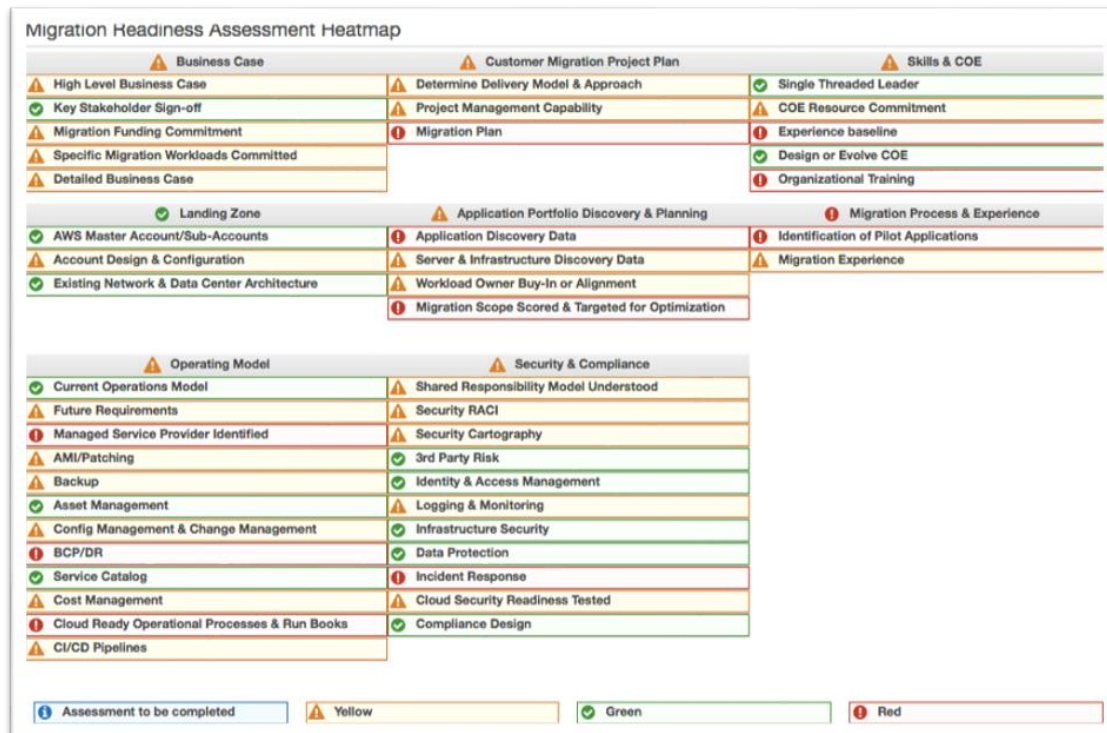 Migration Readiness Assessment Heatmap
Business Case
High Level Business Case
Key Stakeholder Sign-off
Migration Funding Commitment
Specific Migration Workloads Committed
Detailed Business Case
Customer Migration Project Plan
Determine Delivery Model & Approach
Project Management Capability
Migration Plan
Skills & COE
Single Threaded Leader
COE Resource Commitment
Experience baseline
Design or Evolve COE
Organizational Training
Landing Zone
AWS Master Account/Sub-Accounts
Account Design & Configuration
Existing Network & Data Center Architecture
Application Portfolio Discovery & Planning
Application Discovery Data
Server & Infrastructure Discovery Data
Workload Owner Buy-In or Alignment
Migration Scope Scored & Targeted for Optimization
Migration Process & Experience
Identification of Pilot Applications
Migration Experience
Operating Model
Current Operations Model
Future Requirements
Managed Service Provider Identified
AMI/Patching
Backup
Asset Management
Config Management & Change Management
BCP/DR
Service Catalog
Cost Management
Cloud Ready Operational Processes & Run Books
CI/CD Pipelines
Security & Compliance
Shared Responsibility Model Understood
Security RACI
Security Cartography
3rd Party Risk
Identity & Access Management
Logging & Monitoring
Infrastructure Security
Data Protection
Incident Response
Cloud Security Readiness Tested
Compliance Design
Assessment to be completed
Yellow
Green
Red